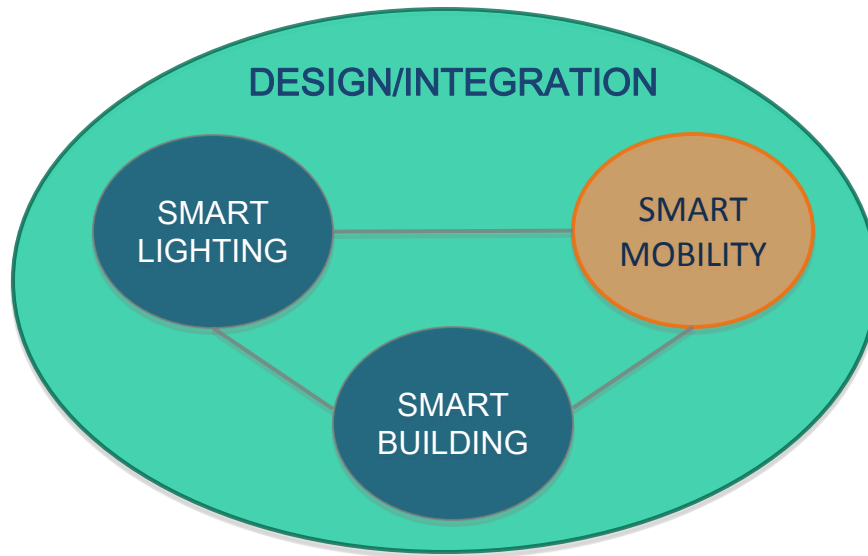 DESIGN/INTEGRATION
SMART
LIGHTING
SMART
MOBILITY
SMART
BUILDING